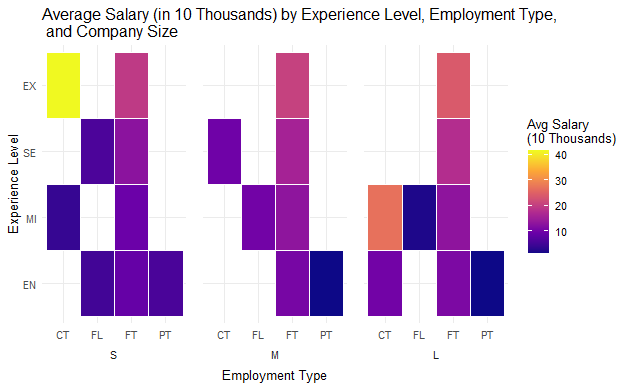 Average Salary (in 10 Thousands) by Experience Level, Employment Type,
and Company Size
Experience Level
EX
SE
MI
EN
CT FL FT PT CT FL FT PT CT FL FT PT
S M L
Employment Type
Avg Salary
(10 Thousands)
40
30
20
10